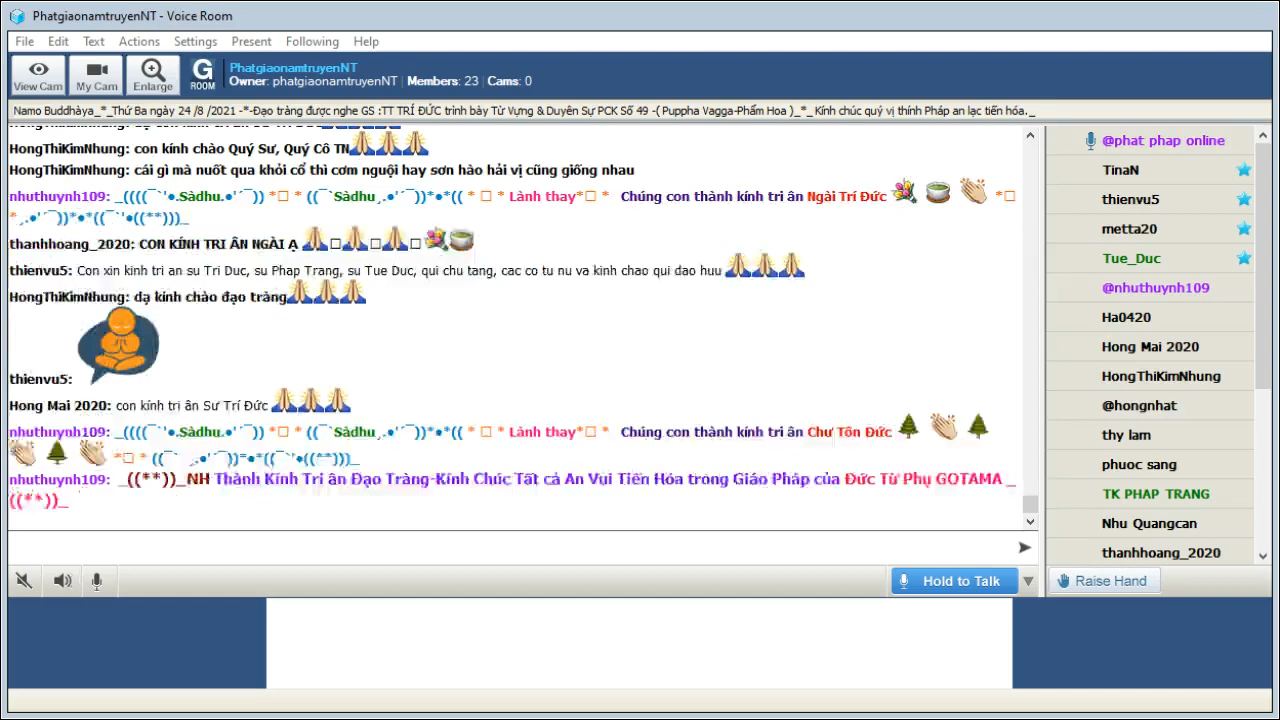 PhatgiaonamtruyenNT - Voice Room
File Edit Text Actions Settings Present Following Help
View Cam My Cam Enlarge G ROOM
PhatgiaonamtruyenNT
Owner: phatgiaonamtruyenNT | Members: 23 | Cams: 0
Namo Buddhàya_*_Thứ Ba ngày 24 /8 /2021 -*-Đạo tràng được nghe GS :TT TRÍ ĐỨC trình bày Từ Vựng & Duyên Sự PCK Số 49 -( Puppha Vagga-Phẩm Hoa )_*_Kính chúc quý vị thính Pháp an lạc tiến hóa._
HongThiKimNhung: con kính chào Quý Sư, Quý Cô TN
HongThiKimNhung: cái gì mà nuốt qua khỏi cổ thì cơm nguội hay sơn hào hải vị cũng giống nhau
nhuthuynh109: _((((¯`'●.Sàdhu.●'´¯)) *□ * ((¯`'●Sàdhu¸.●'´¯))*●*(( * □ * Lành thay*□ * Chúng con thành kính tri ân Ngài Trí Đức *□
*¸.●'´¯))*●*((¯`'●((**)))_
thanhhoang_2020: CON KÍNH TRI ÂN NGÀI Ạ □ □ □
thienvu5: Con xin kinh tri an su Tri Duc, su Phap Trang, su Tue Duc, qui chu tang, cac co tu nu va kinh chao qui dao huu
HongThiKimNhung: dạ kính chào đạo tràng
thienvu5:
Hong Mai 2020: con kính tri ân Sư Trí Đức
nhuthuynh109: _((((¯`'●.Sàdhu.●'´¯)) *□ * ((¯`'●Sàdhu¸.●'´¯))*●*(( * □ * Lành thay*□ * Chúng con thành kính tri ân Chư Tôn Đức
*□ * ((¯`●¸.●'´¯))*●*((¯`'●((**)))_
nhuthuynh109: _((**))_NH Thành Kính Tri ân Đạo Tràng-Kính Chúc Tất cả An Vui Tiến Hóa trong Giáo Pháp của Đức Từ Phụ GOTAMA _
((**))_
Hold to Talk
@phat phap online
TinaN
thienvu5
metta20
Tue_Duc
@nhuthuynh109
Ha0420
Hong Mai 2020
HongThiKimNhung
@hongnhat
thy lam
phuoc sang
TK PHAP TRANG
Nhu Quangcan
thanhhoang_2020
Raise Hand